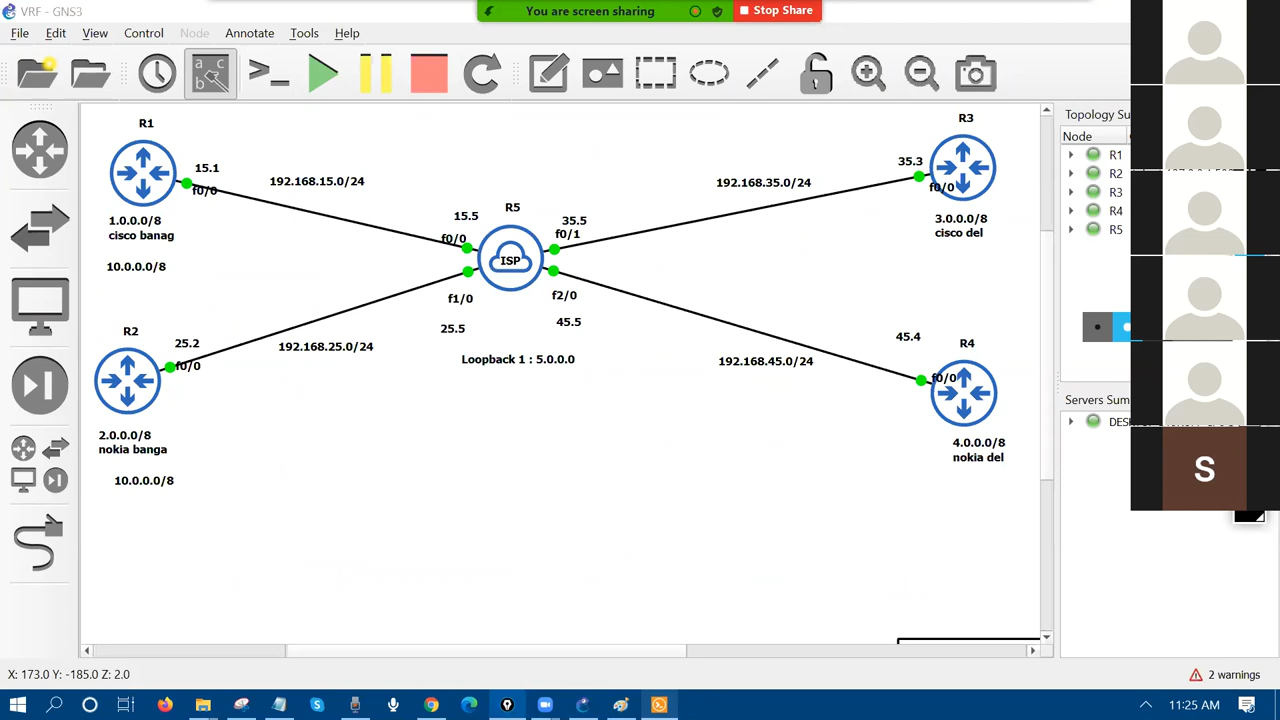 VRF - GNS3
You are screen sharing
Stop Share
File Edit View Control Node Annotate Tools Help
R1
15.1
f0/0
192.168.15.0/24
1.0.0.0/8
cisco banag
10.0.0.0/8
R2
25.2
f0/0
192.168.25.0/24
2.0.0.0/8
nokia banga
10.0.0.0/8
R5
15.5
f0/0
35.5
f0/1
ISP
f1/0
25.5
f2/0
45.5
Loopback 1 : 5.0.0.0
R3
35.3
f0/0
192.168.35.0/24
3.0.0.0/8
cisco del
R4
45.4
f0/0
192.168.45.0/24
4.0.0.0/8
nokia del
Topology Su
Node
R1
R2
R3
R4
R5
Servers Sum
S
X: 173.0 Y: -185.0 Z: 2.0
2 warnings
11:25 AM